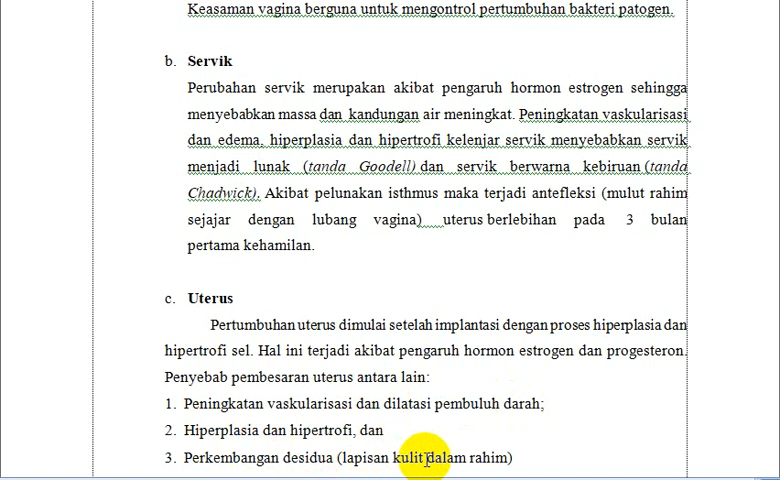 Keasaman vagina berguna untuk mengontrol pertumbuhan bakteri patogen.
b. Servik
Perubahan servik merupakan akibat pengaruh hormon estrogen sehingga
menyebabkan massa dan kandungan air meningkat. Peningkatan vaskularisasi
dan edema, hiperplasia dan hipertrofi kelenjar servik menyebabkan servik
menjadi lunak (tanda Goodell) dan servik berwarna kebiruan (tanda
Chadwick). Akibat pelunakan isthmus maka terjadi antefleksi (mulut rahim
sejajar dengan lubang vagina) uterus berlebihan pada 3 bulan
pertama kehamilan.
c. Uterus
Pertumbuhan uterus dimulai setelah implantasi dengan proses hiperplasia dan
hipertrofi sel. Hal ini terjadi akibat pengaruh hormon estrogen dan progesteron.
Penyebab pembesaran uterus antara lain:
1. Peningkatan vaskularisasi dan dilatasi pembuluh darah;
2. Hiperplasia dan hipertrofi, dan
3. Perkembangan desidua (lapisan kulit dalam rahim)